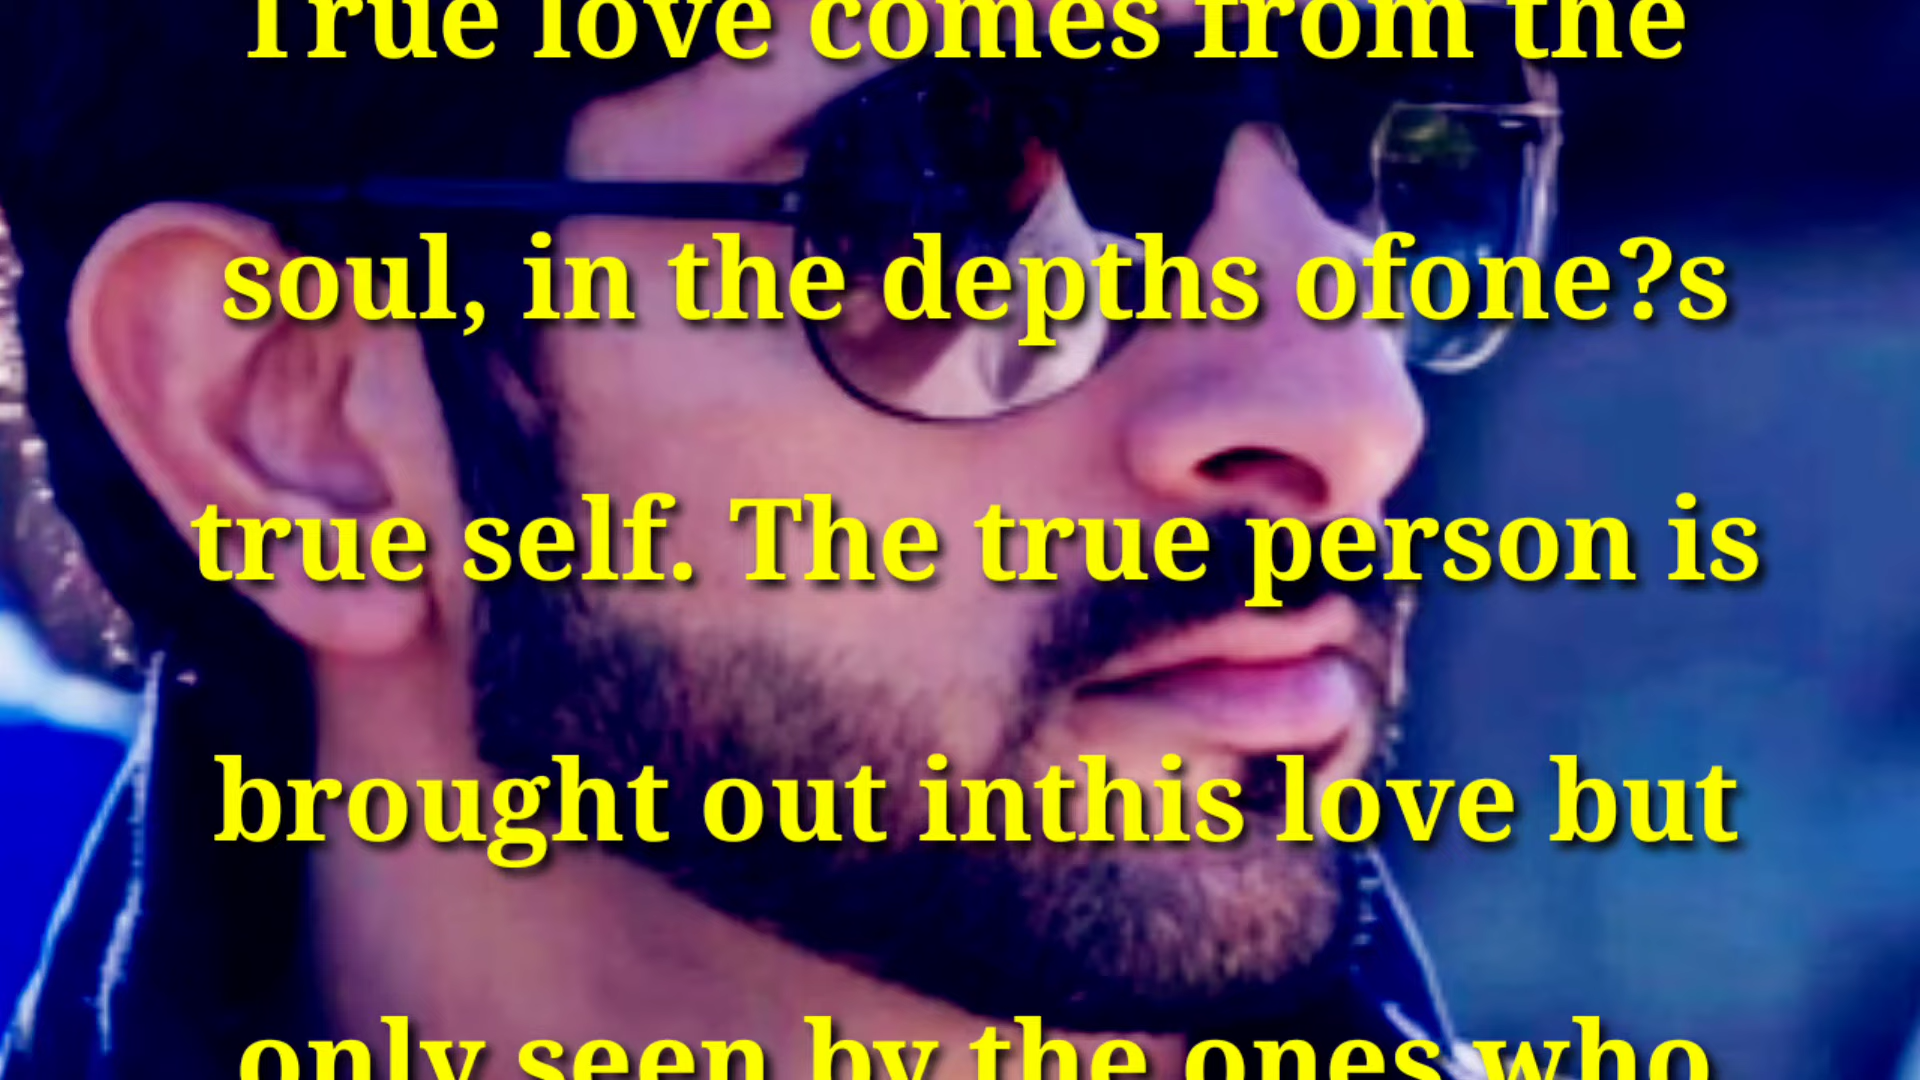 True love comes from the
soul, in the depths ofone?s
true self. The true person is
brought out inthis love but
only seen by the ones who